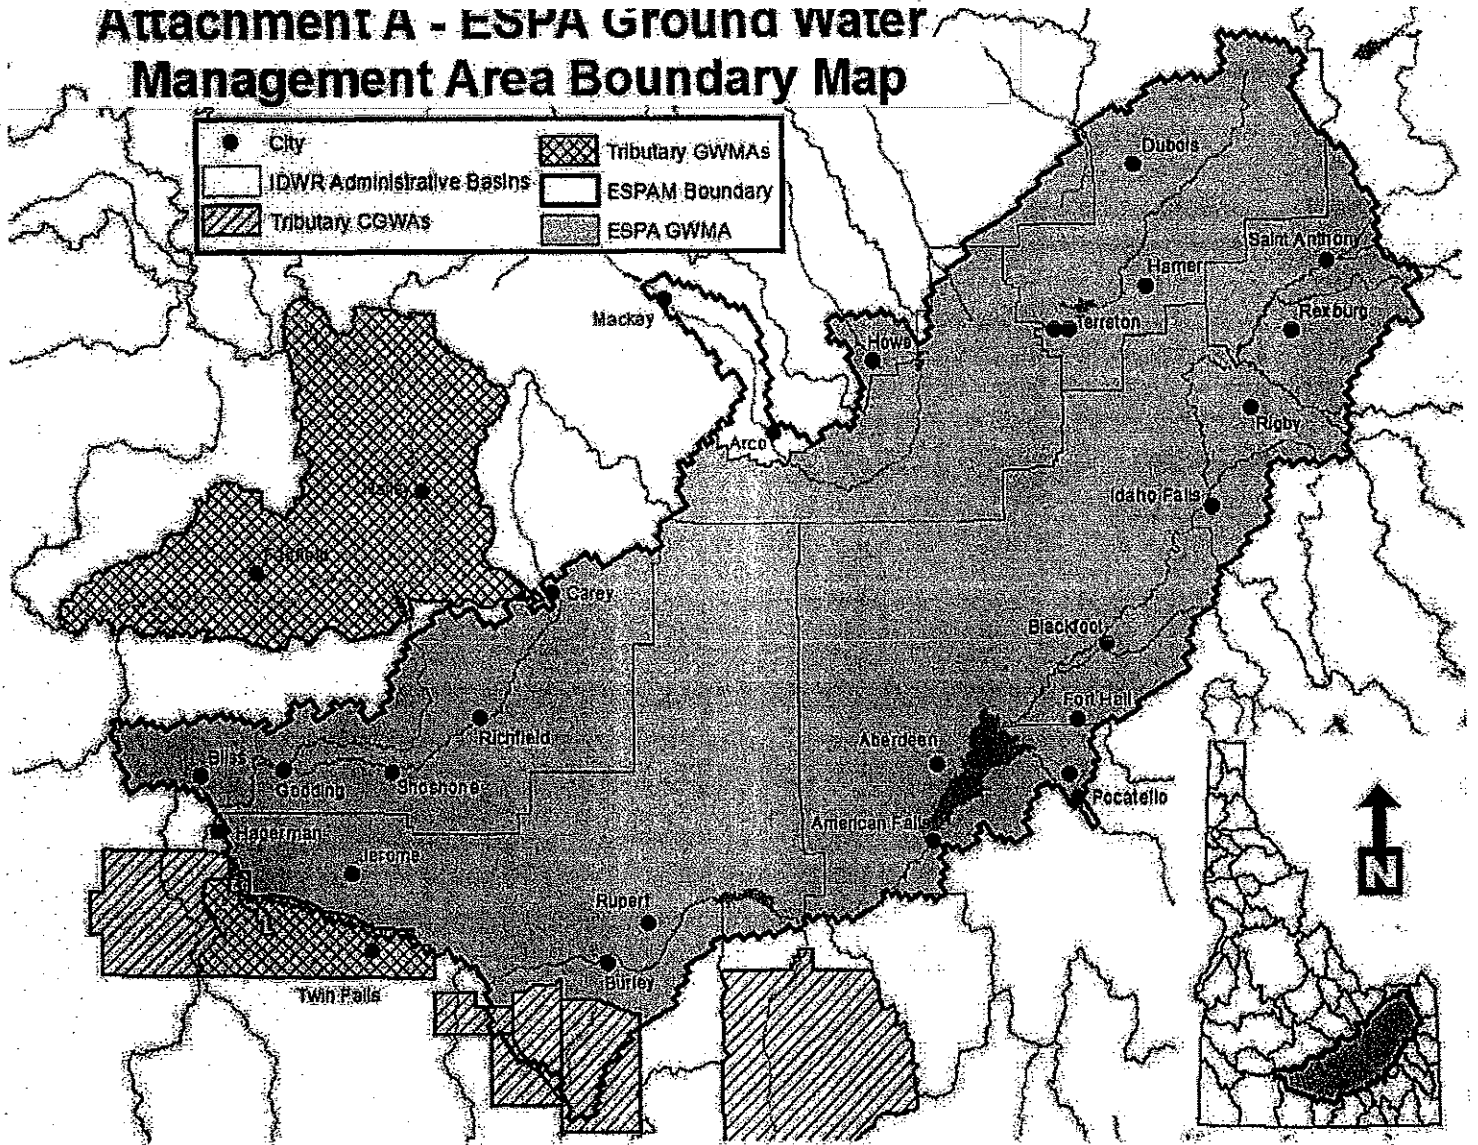 Attachment A - ESPA Ground Water
Management Area Boundary Map
City
IDWR Administrative Basins
Tributary CGWAs
Tributary GWMAs
ESPAM Boundary
ESPA GWMA
Dubois
Saint Anthony
Hamer
Mackay
Terreton
Rexburg
Howe
Arco
Rigby
Idaho Falls
Fairfield
Carey
Blackfoot
Fort Hall
Richfield
Aberdeen
Bliss
Gooding
Shoshone
Pocatello
American Falls
Hagerman
Jerome
Rupert
Burley
Twin Falls
N